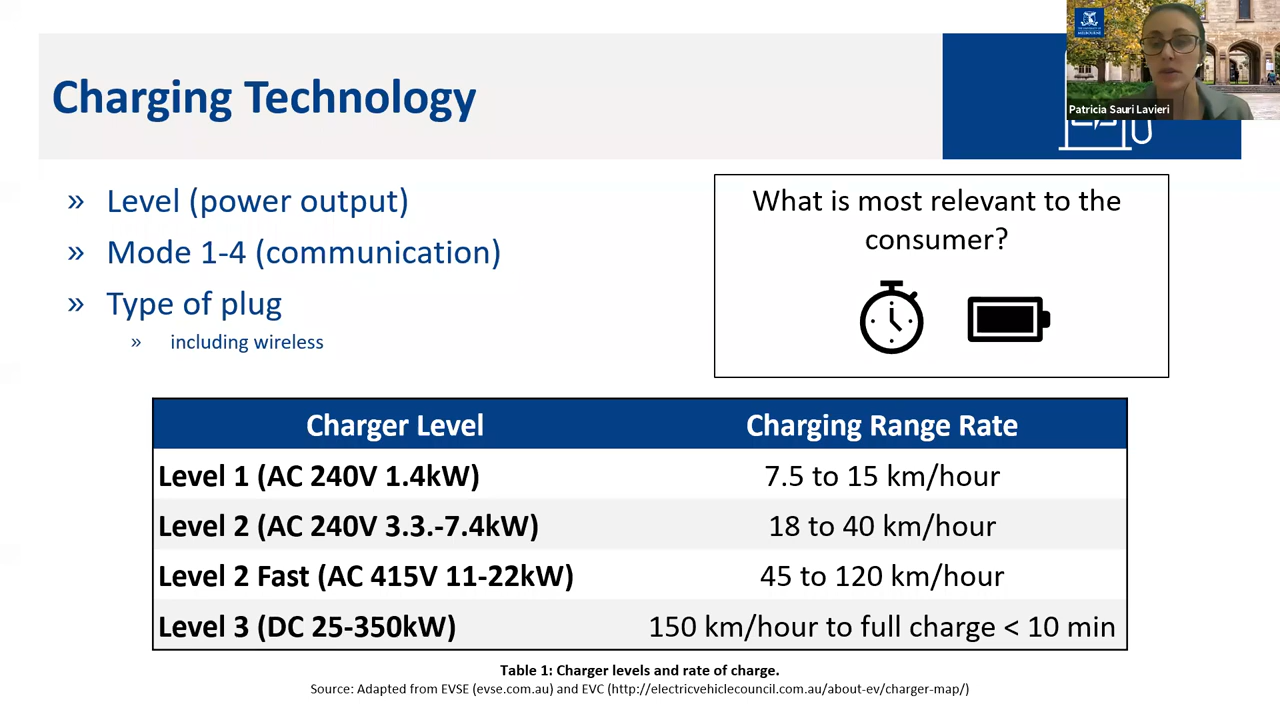 Charging Technology
MELBOURNE
Patricia Sauri Lavieri
» Level (power output)
» Mode 1-4 (communication)
» Type of plug
» including wireless
What is most relevant to the
consumer?
Charger Level Charging Range Rate
Level 1 (AC 240V 1.4kW) 7.5 to 15 km/hour
Level 2 (AC 240V 3.3.-7.4kW) 18 to 40 km/hour
Level 2 Fast (AC 415V 11-22kW) 45 to 120 km/hour
Level 3 (DC 25-350kW) 150 km/hour to full charge < 10 min
Table 1: Charger levels and rate of charge.
Source: Adapted from EVSE (evse.com.au) and EVC (http://electricvehiclecouncil.com.au/about-ev/charger-map/)